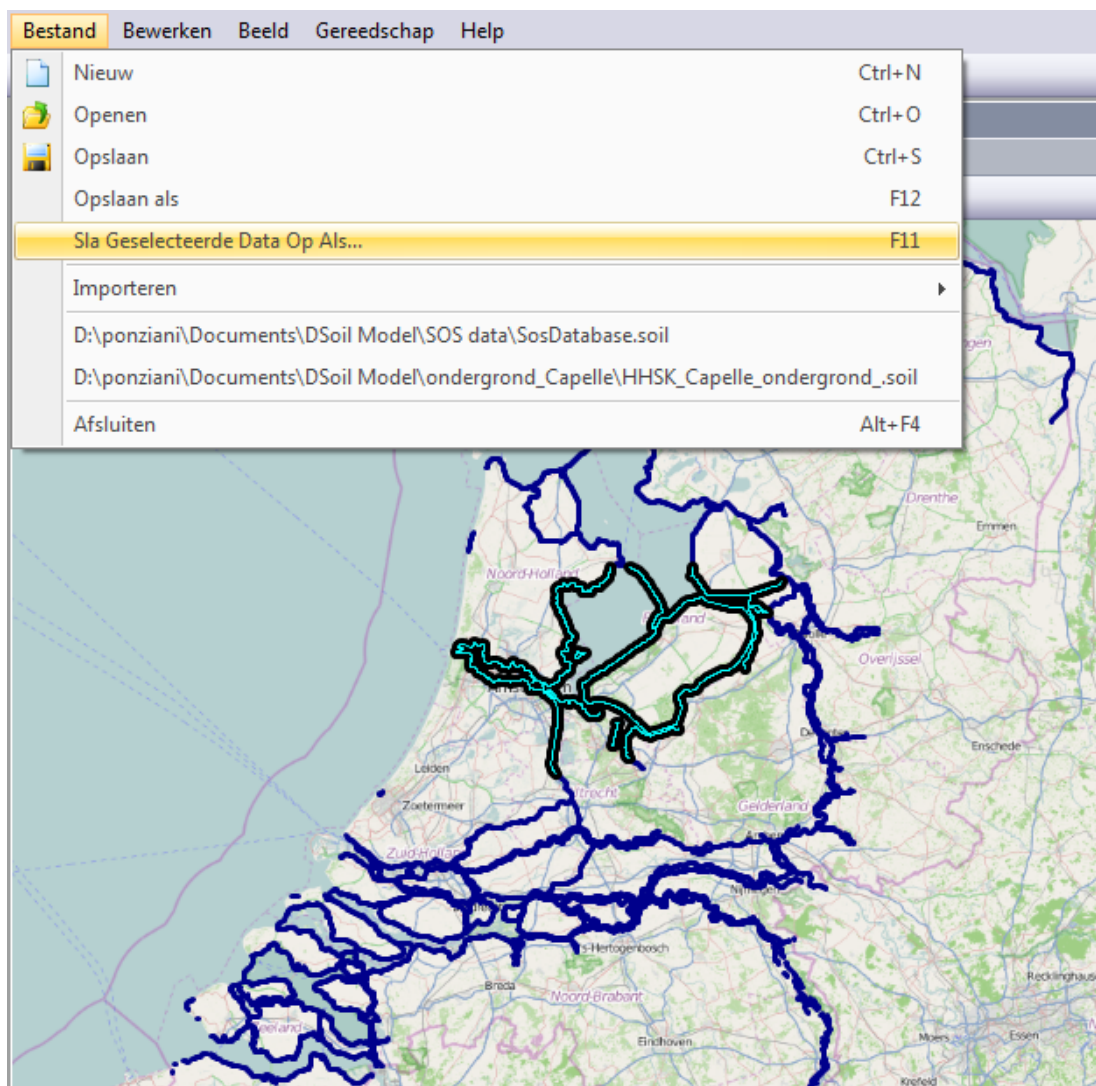 Bestand Bewerken Beeld Gereedschap Help
Nieuw Ctrl+N
Openen Ctrl+O
Opslaan Ctrl+S
Opslaan als F12
Sla Geselecteerde Data Op Als... F11
Importeren
D:\ponziani\Documents\DSoil Model\SOS data\SosDatabase.soil
D:\ponziani\Documents\DSoil Model\ondergrond_Capelle\HHSK_Capelle_ondergrond_.soil
Afsluiten Alt+F4
Drenthe
Emmen
Noord-Holland
Overijssel
Enschede
Leiden
Zoetermeer
Gelderland
Zuid-Holland
Nijmegen
's-Hertogenbosch
Breda
Noord-Brabant
Eindhoven
Moers
Essen
Krefeld